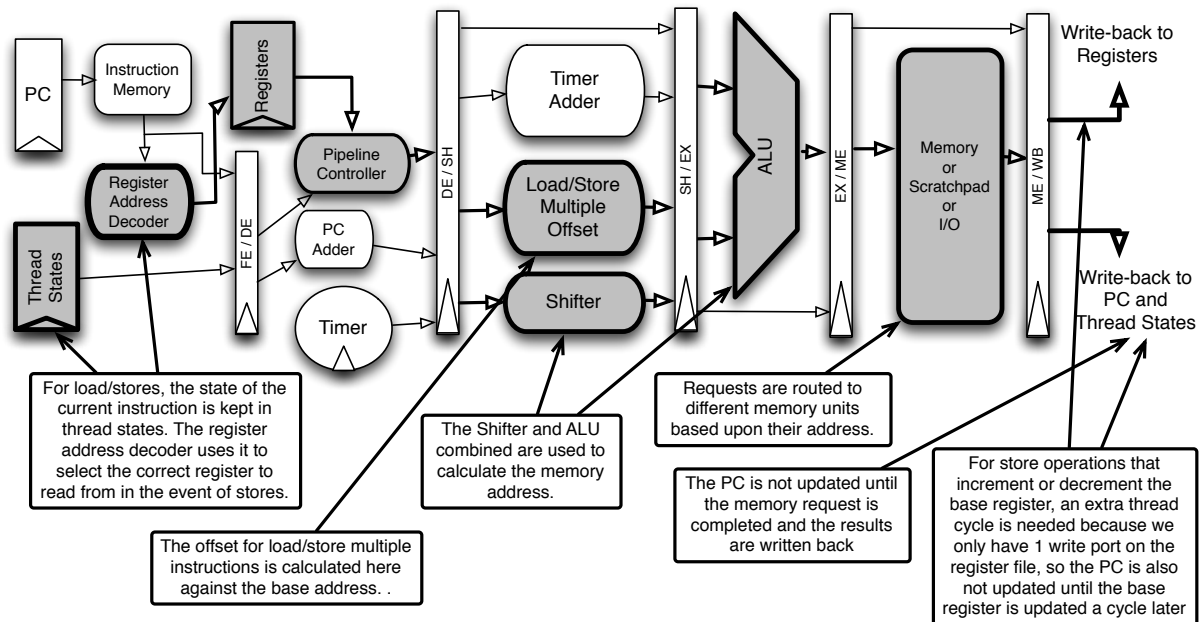 PC
Instruction
Memory
Registers
Register
Address
Decoder
Thread
States
FE / DE
Pipeline
Controller
PC
Adder
Timer
DE / SH
Timer
Adder
Load/Store
Multiple
Offset
Shifter
SH / EX
ALU
EX / ME
Memory
or
Scratchpad
or
I/O
ME / WB
Write-back to
Registers
Write-back to
PC and
Thread States
For load/stores, the state of the
current instruction is kept in
thread states. The register
address decoder uses it to
select the correct register to
read from in the event of stores.
The offset for load/store multiple
instructions is calculated here
against the base address. .
The Shifter and ALU
combined are used to
calculate the memory
address.
Requests are routed to
different memory units
based upon their address.
The PC is not updated until
the memory request is
completed and the results
are written back
For store operations that
increment or decrement the
base register, an extra thread
cycle is needed because we
only have 1 write port on the
register file, so the PC is also
not updated until the base
register is updated a cycle later